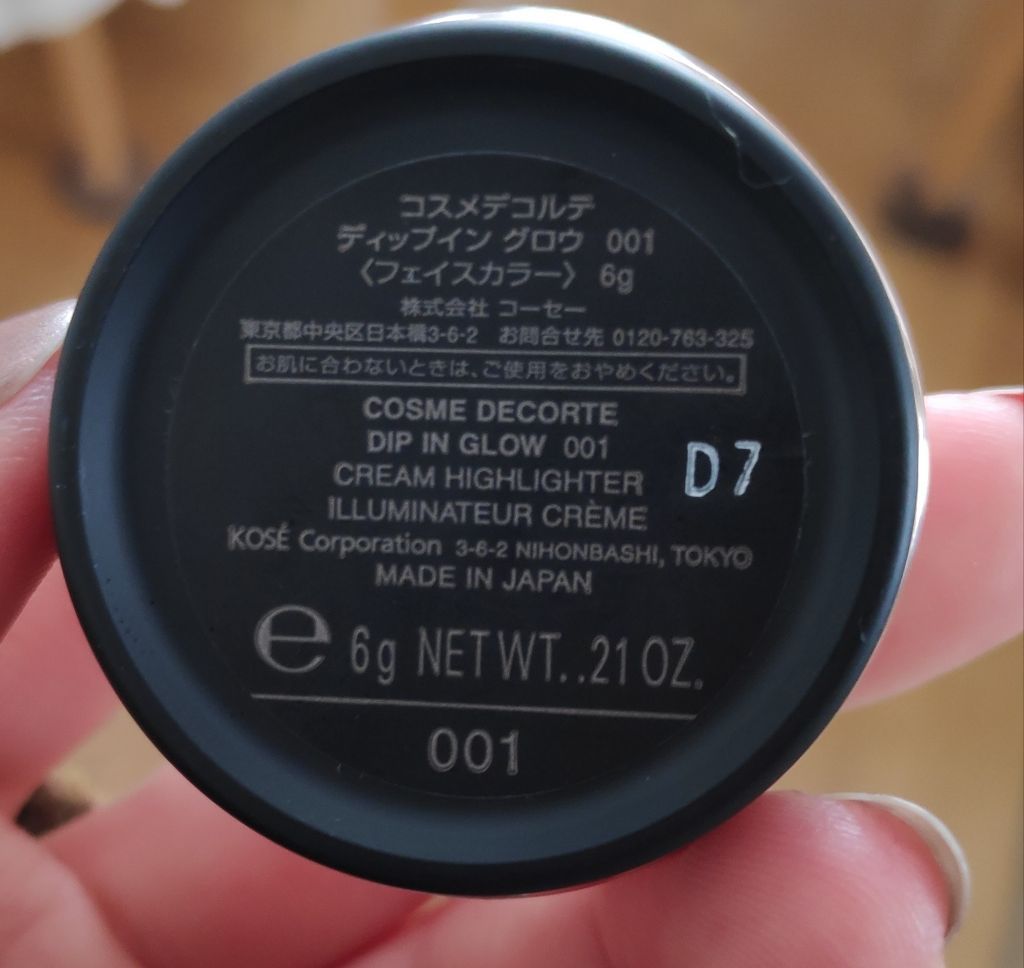 コスメデコルテ
ディップイン グロウ 001
〈フェイスカラー〉 6g
株式会社 コーセー
東京都中央区日本橋3-6-2 お問合せ先 0120-763-325
お肌に合わないときは、ご使用をおやめください。
COSME DECORTE
DIP IN GLOW 001
D7
CREAM HIGHLIGHTER
ILLUMINATEUR CRÈME
KOSÉ Corporation 3-6-2 NIHONBASHI, TOKYO
MADE IN JAPAN
e 6g NET WT. .21 OZ.
001